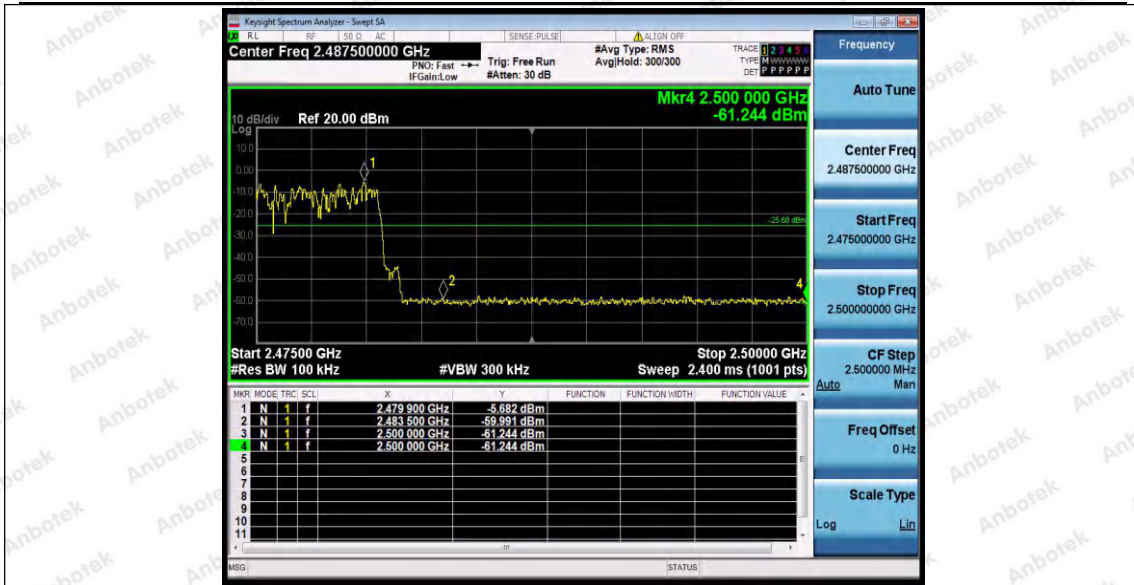 Keysight Spectrum Analyzer - Swept SA
RL RF 50 Ω AC SENSE:PULSE ALIGN OFF
Center Freq 2.487500000 GHz
PNO: Fast
IFGain:Low
Trig: Free Run
#Atten: 30 dB
#Avg Type: RMS
Avg|Hold: 300/300
TRACE 1 2 3 4 5 6
TYPE M WWWWW
DET P P P P P P
Mkr4 2.500 000 GHz
-61.244 dBm
10 dB/div Ref 20.00 dBm
Log
10.0
0.00
-10.0
-20.0
-30.0
-40.0
-50.0
-60.0
-70.0
1
2
4
-25.68 dBm
Start 2.47500 GHz Stop 2.50000 GHz
#Res BW 100 kHz #VBW 300 kHz Sweep 2.400 ms (1001 pts)
MKR MODE TRC SCL X Y FUNCTION FUNCTION WIDTH FUNCTION VALUE
1 N 1 f 2.479 900 GHz -5.682 dBm
2 N 1 f 2.483 500 GHz -59.991 dBm
3 N 1 f 2.500 000 GHz -61.244 dBm
4 N 1 f 2.500 000 GHz -61.244 dBm
5
6
7
8
9
10
11
MSG STATUS
Frequency
Auto Tune
Center Freq
2.487500000 GHz
Start Freq
2.475000000 GHz
Stop Freq
2.500000000 GHz
CF Step
2.500000 MHz
Auto Man
Freq Offset
0 Hz
Scale Type
Log Lin
Anbotek